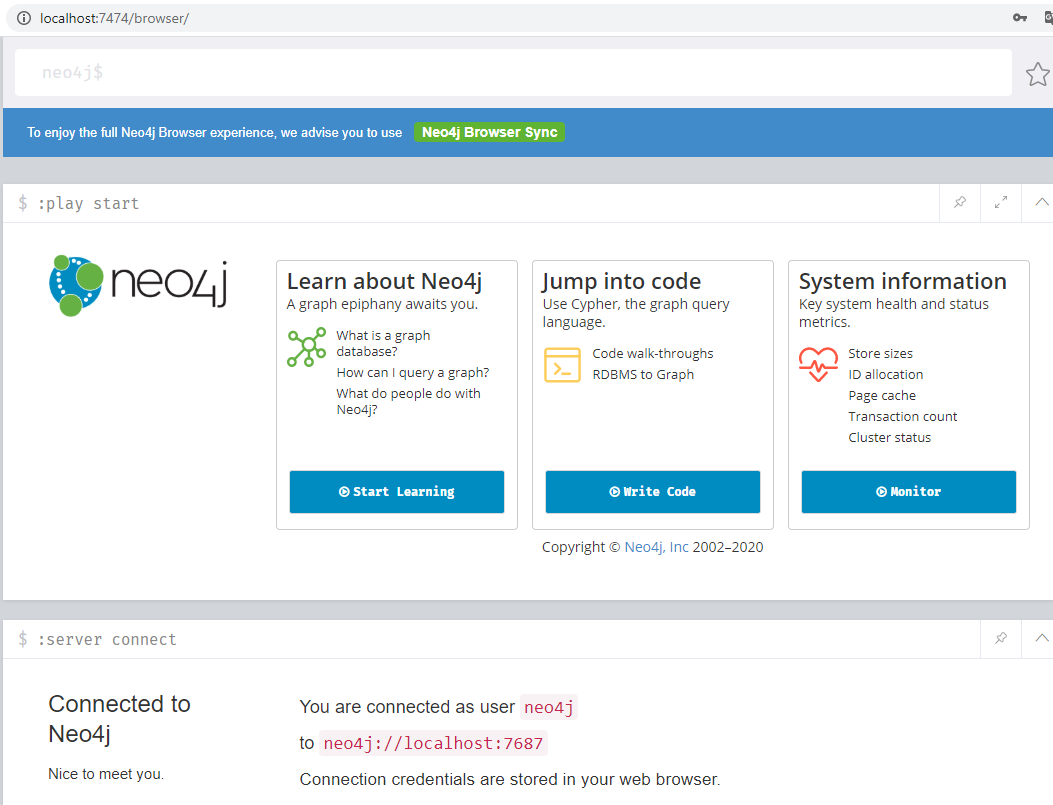 localhost:7474/browser/
neo4j$
To enjoy the full Neo4j Browser experience, we advise you to use Neo4j Browser Sync
$ :play start
neo4j
Learn about Neo4j
A graph epiphany awaits you.
What is a graph
database?
How can I query a graph?
What do people do with
Neo4j?
Start Learning
Jump into code
Use Cypher, the graph query
language.
Code walk-throughs
RDBMS to Graph
Write Code
System information
Key system health and status
metrics.
Store sizes
ID allocation
Page cache
Transaction count
Cluster status
Monitor
Copyright © Neo4j, Inc 2002–2020
$ :server connect
Connected to
Neo4j
Nice to meet you.
You are connected as user neo4j
to neo4j://localhost:7687
Connection credentials are stored in your web browser.